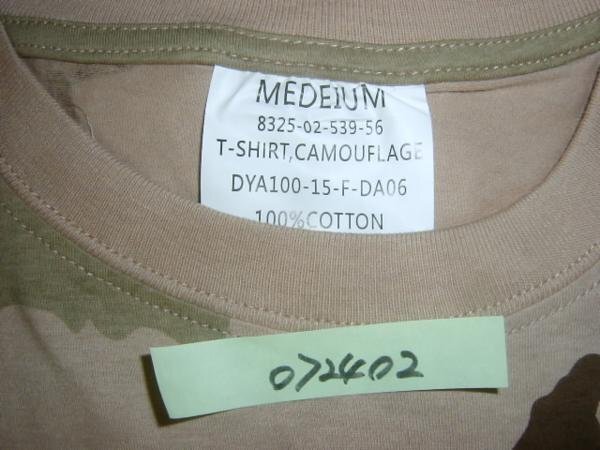 MEDEIUM
8325-02-539-56
T-SHIRT,CAMOUFLAGE
DYA100-15-F-DA06
100%COTTON
072402